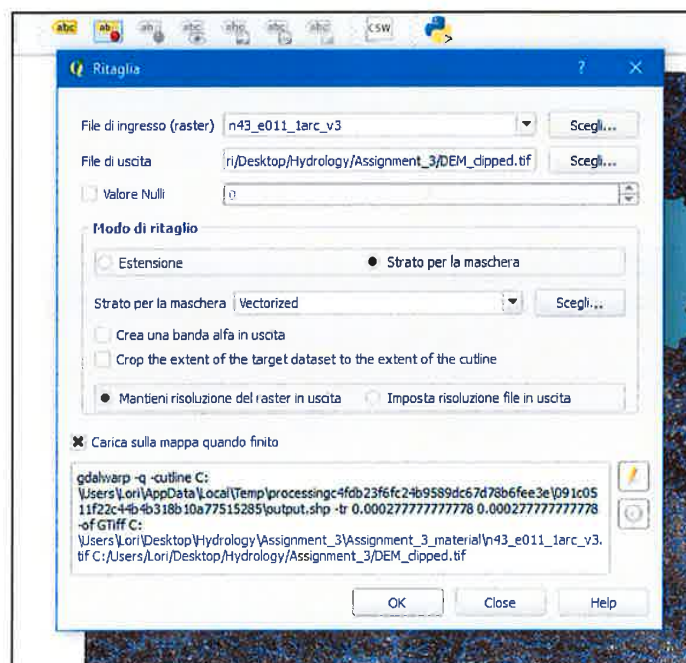 abc
CSW
Ritaglia
?
File di ingresso (raster) n43_e011_1arc_v3 Scegli...
File di uscita ri/Desktop/Hydrology/Assignment_3/DEM_clipped.tif Scegli...
Valore Nulli 0
Modo di ritaglio
Estensione Strato per la maschera
Strato per la maschera Vectorized Scegli...
Crea una banda alfa in uscita
Crop the extent of the target dataset to the extent of the cutline
Mantieni risoluzione del raster in uscita Imposta risoluzione file in uscita
Carica sulla mappa quando finito
gdalwarp -q -cutline C:
\Users\Lori\AppData\Local\Temp\processingc4fdb23f6fc24b9589dc67d78b6fee3e\091c05
11f22c44b4b318b10a77515285\output.shp -tr 0.000277777777778 0.000277777777778
-of GTiff C:
\Users\Lori\Desktop\Hydrology\Assignment_3\Assignment_3_material\n43_e011_1arc_v3.
tif C:/Users/Lori/Desktop/Hydrology/Assignment_3/DEM_clipped.tif
OK Close Help